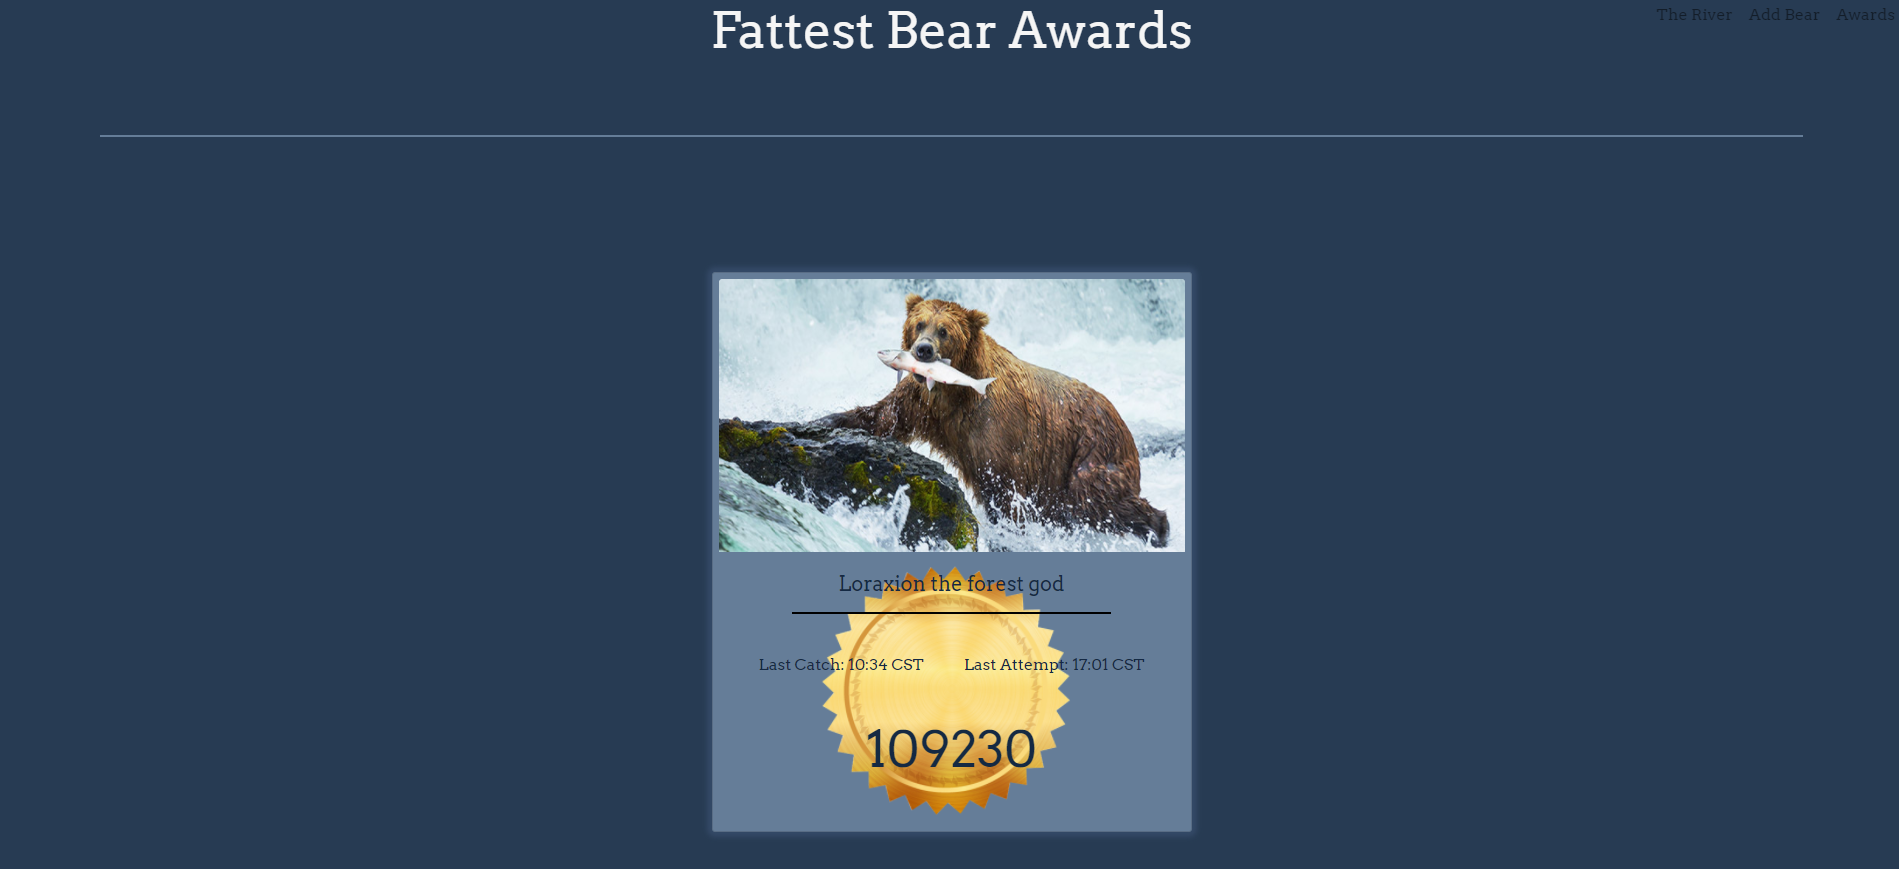 Fattest Bear Awards
The River Add Bear Awards
Loraxion the forest god
Last Catch: 10:34 CST Last Attempt: 17:01 CST
109230